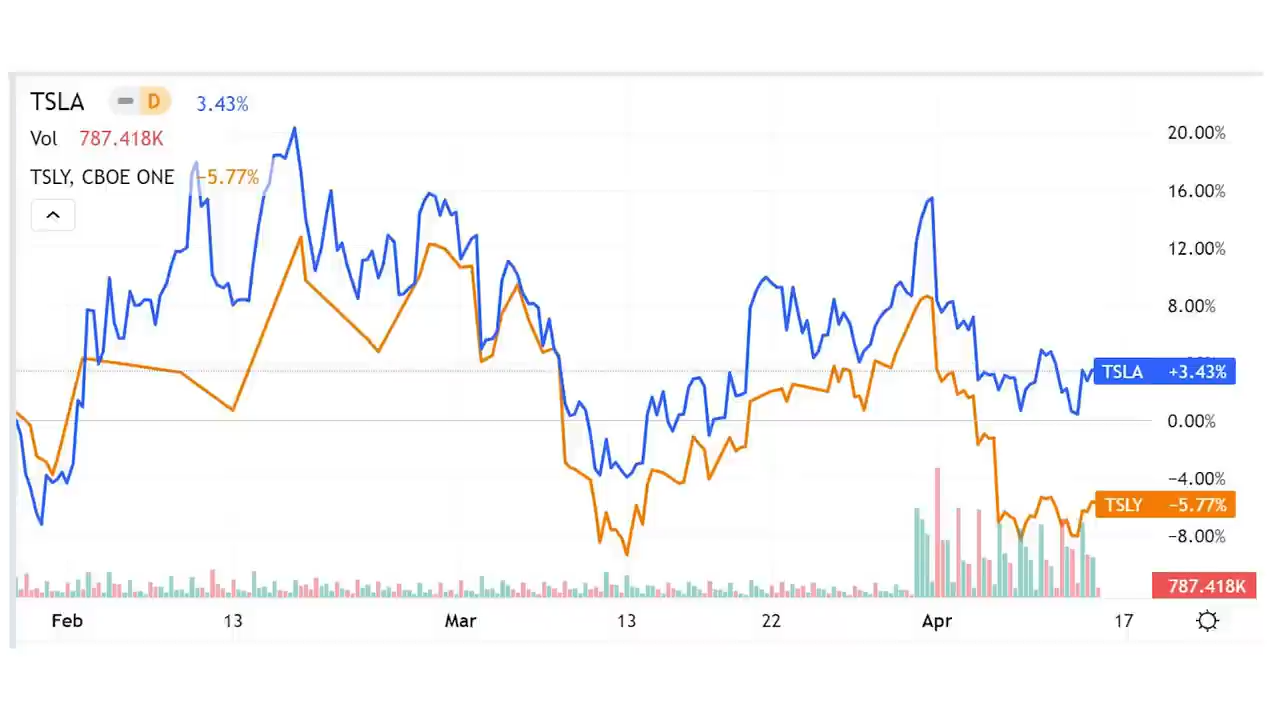 TSLA D 3.43%
Vol 787.418K
TSLY, CBOE ONE −5.77%
20.00%
16.00%
12.00%
8.00%
TSLA +3.43%
0.00%
−4.00%
TSLY −5.77%
−8.00%
787.418K
Feb 13 Mar 13 22 Apr 17